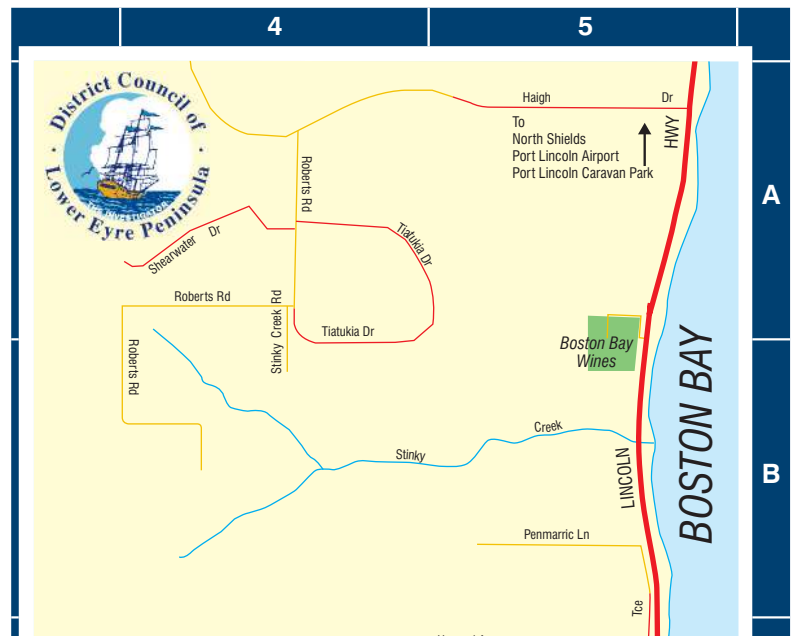 4
5
District Council of
Lower Eyre Peninsula
Haigh Dr
To
North Shields
Port Lincoln Airport
Port Lincoln Caravan Park
HWY
A
Roberts Rd
Shearwater Dr
Tiatukia Dr
Roberts Rd
Stinky Creek Rd
Tiatukia Dr
Roberts Rd
Boston Bay
Wines
BOSTON BAY
Stinky
Creek
LINCOLN
B
Penmarric Ln
Tce